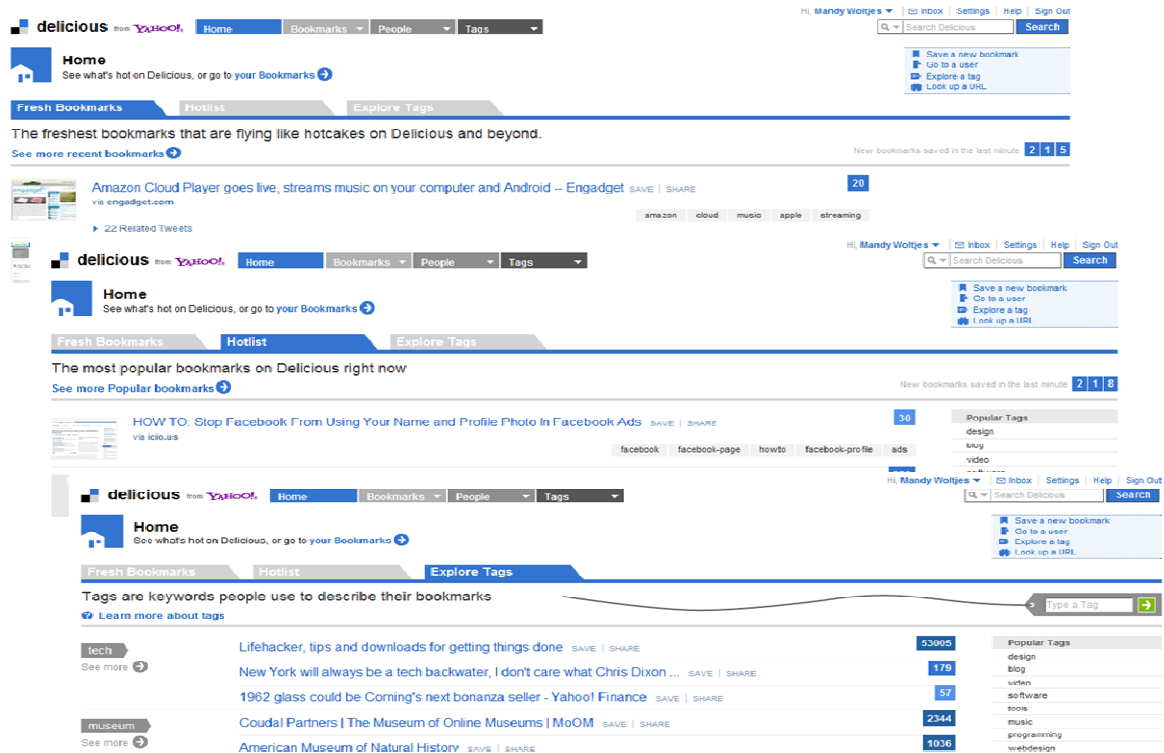 Hi, Mandy Woltjes Inbox Settings Help Sign Out
delicious from YAHOO! Home Bookmarks People Tags Search Delicious Search
Home
See what's hot on Delicious, or go to your Bookmarks
Save a new bookmark
Go to a user
Explore a tag
Look up a URL
Fresh Bookmarks Hotlist Explore Tags
The freshest bookmarks that are flying like hotcakes on Delicious and beyond.
See more recent bookmarks New bookmarks saved in the last minute 2 1 5
Amazon Cloud Player goes live, streams music on your computer and Android -- Engadget SAVE | SHARE 20
via engadget.com
amazon cloud music apple streaming
22 Related Tweets
Hi, Mandy Woltjes Inbox Settings Help Sign Out
delicious from YAHOO! Home Bookmarks People Tags Search Delicious Search
Home
See what's hot on Delicious, or go to your Bookmarks
Save a new bookmark
Go to a user
Explore a tag
Look up a URL
Fresh Bookmarks Hotlist Explore Tags
The most popular bookmarks on Delicious right now
See more Popular bookmarks New bookmarks saved in the last minute 2 1 8
HOW TO: Stop Facebook From Using Your Name and Profile Photo In Facebook Ads SAVE | SHARE 30
via icio.us
facebook facebook-page howto facebook-profile ads
Popular Tags
design
blog
video
software
Hi, Mandy Woltjes Inbox Settings Help Sign Out
delicious from YAHOO! Home Bookmarks People Tags Search Delicious Search
Home
See what's hot on Delicious, or go to your Bookmarks
Save a new bookmark
Go to a user
Explore a tag
Look up a URL
Fresh Bookmarks Hotlist Explore Tags
Tags are keywords people use to describe their bookmarks
Type a Tag
Learn more about tags
tech
See more
Lifehacker, tips and downloads for getting things done SAVE | SHARE 53005
New York will always be a tech backwater, I don't care what Chris Dixon ... SAVE | SHARE 179
1962 glass could be Corning's next bonanza seller - Yahoo! Finance SAVE | SHARE 57
museum
See more
Coudal Partners | The Museum of Online Museums | MoOM SAVE | SHARE 2344
American Museum of Natural History SAVE | SHARE 1036
Popular Tags
design
blog
video
software
tools
music
programming
webdesign